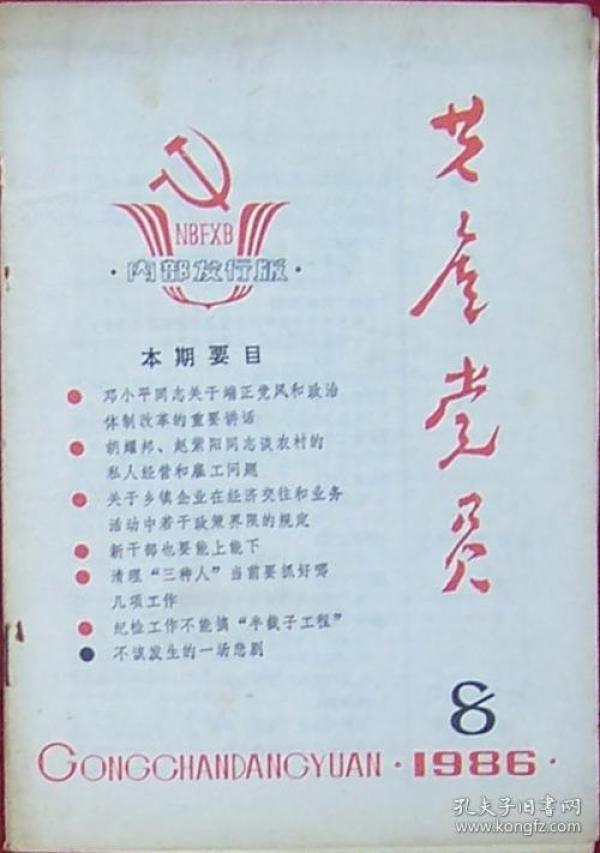 共产党员
NBFXB
·内部发行版·
本期要目
邓小平同志关于端正党风和政治
体制改革的重要讲话
胡耀邦、赵紫阳同志谈农村的
私人经营和雇工问题
关于乡镇企业在经济交往和业务
活动中若干政策界限的规定
新干部也要能上能下
清理“三种人”当前要抓好哪
几项工作
纪检工作不能搞“半截子工程”
不该发生的一场悲剧
8
GONGCHANDANGYUAN·1986·
孔夫子旧书网
www.kongfz.com